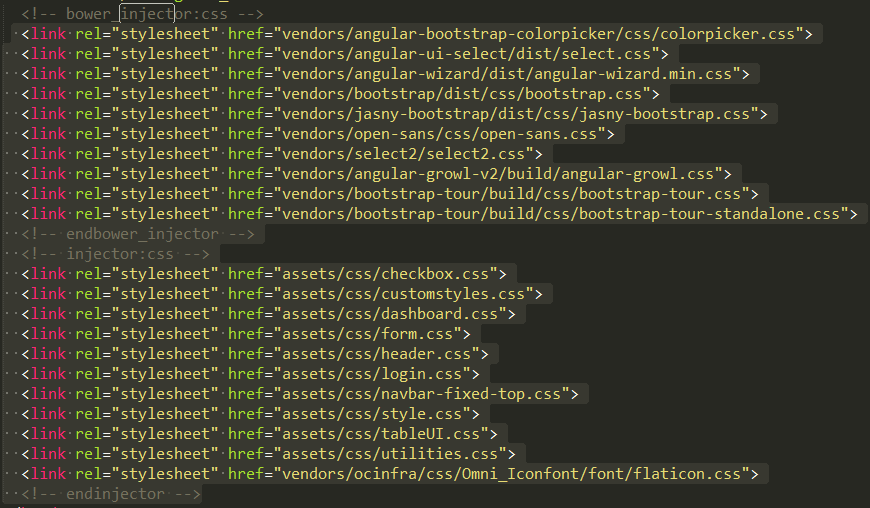 <!-- bower_injector:css -->
<link rel="stylesheet" href="vendors/angular-bootstrap-colorpicker/css/colorpicker.css">
<link rel="stylesheet" href="vendors/angular-ui-select/dist/select.css">
<link rel="stylesheet" href="vendors/angular-wizard/dist/angular-wizard.min.css">
<link rel="stylesheet" href="vendors/bootstrap/dist/css/bootstrap.css">
<link rel="stylesheet" href="vendors/jasny-bootstrap/dist/css/jasny-bootstrap.css">
<link rel="stylesheet" href="vendors/open-sans/css/open-sans.css">
<link rel="stylesheet" href="vendors/select2/select2.css">
<link rel="stylesheet" href="vendors/angular-growl-v2/build/angular-growl.css">
<link rel="stylesheet" href="vendors/bootstrap-tour/build/css/bootstrap-tour.css">
<link rel="stylesheet" href="vendors/bootstrap-tour/build/css/bootstrap-tour-standalone.css">
<!-- endbower_injector -->
<!-- injector:css -->
<link rel="stylesheet" href="assets/css/checkbox.css">
<link rel="stylesheet" href="assets/css/customstyles.css">
<link rel="stylesheet" href="assets/css/dashboard.css">
<link rel="stylesheet" href="assets/css/form.css">
<link rel="stylesheet" href="assets/css/header.css">
<link rel="stylesheet" href="assets/css/login.css">
<link rel="stylesheet" href="assets/css/navbar-fixed-top.css">
<link rel="stylesheet" href="assets/css/style.css">
<link rel="stylesheet" href="assets/css/tableUI.css">
<link rel="stylesheet" href="assets/css/utilities.css">
<link rel="stylesheet" href="vendors/ocinfra/css/Omni_Iconfont/font/flaticon.css">
<!-- endinjector -->